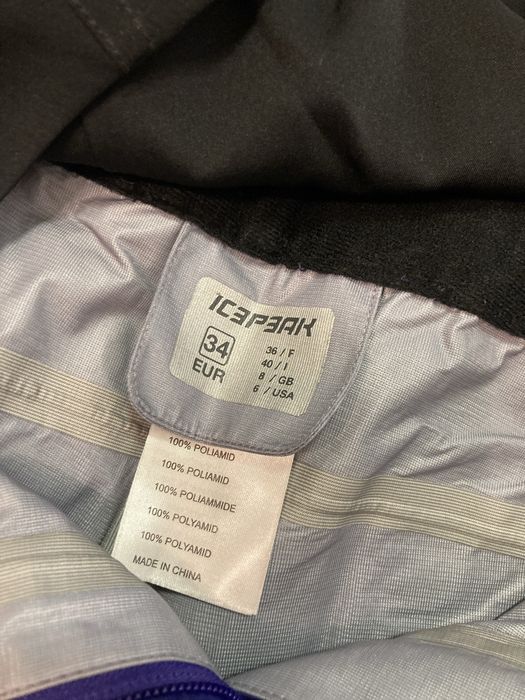 ICEPEAK
34
EUR
36 / F
40 / I
8 / GB
6 / USA
100% POLIAMID
100% POLIAMID
100% POLIAMMIDE
100% POLYAMID
100% POLYAMID
MADE IN CHINA